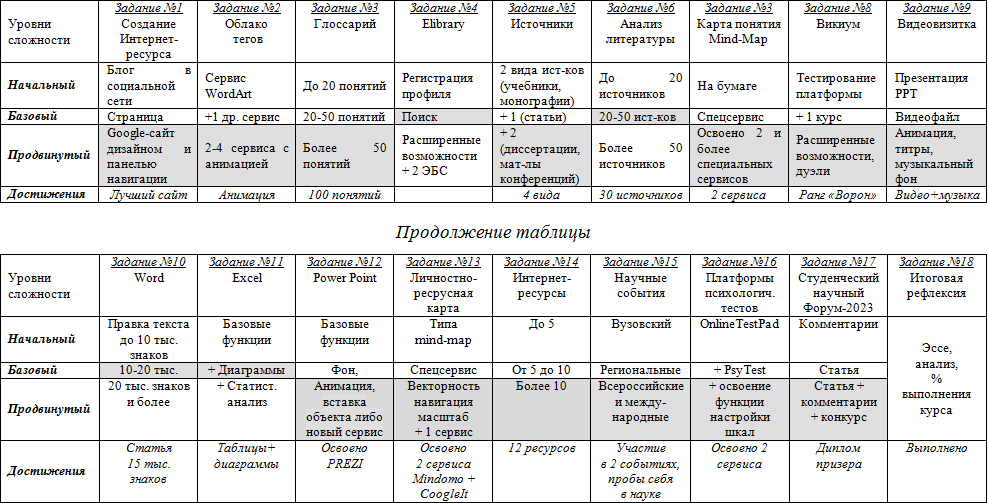 Уровни сложности | Задание №1 Создание Интернет-ресурса | Задание №2 Облако тегов | Задание №3 Глоссарий | Задание №4 Elibrary | Задание №5 Источники | Задание №6 Анализ литературы | Задание №3 Карта понятия Mind-Map | Задание №8 Викиум | Задание №9 Видеовизитка
Начальный | Блог в социальной сети | Сервис WordArt | До 20 понятий | Регистрация профиля | 2 вида ист-ков (учебники, монографии) | До 20 источников | На бумаге | Тестирование платформы | Презентация PPT
Базовый | Страница | +1 др. сервис | 20-50 понятий | Поиск | + 1 (статьи) | 20-50 ист-ков | Спецсервис | + 1 курс | Видеофайл
Продвинутый | Google-сайт дизайном и панелью навигации | 2-4 сервиса с анимацией | Более 50 понятий | Расширенные возможности + 2 ЭБС | + 2 (диссертации, мат-лы конференций) | Более 50 источников | Освоено 2 и более специальных сервисов | Расширенные возможности, дуэли | Анимация, титры, музыкальный фон
Достижения | Лучший сайт | Анимация | 100 понятий | | 4 вида | 30 источников | 2 сервиса | Ранг «Ворон» | Видео+музыка
Продолжение таблицы
Уровни сложности | Задание №10 Word | Задание №11 Excel | Задание №12 Power Point | Задание №13 Личностно-ресрусная карта | Задание №14 Интернет-ресурсы | Задание №15 Научные события | Задание №16 Платформы психологич. тестов | Задание №17 Студенческий научный Форум-2023 | Задание №18 Итоговая рефлексия
Начальный | Правка текста до 10 тыс. знаков | Базовые функции | Базовые функции | Типа mind-map | До 5 | Вузовский | OnlineTestPad | Комментарии | Эссе, анализ, % выполнения курса
Базовый | 10-20 тыс. | + Диаграммы | Фон, | Спецсервис | От 5 до 10 | Региональные | + PsyTest | Статья
Продвинутый | 20 тыс. знаков и более | + Статист. анализ | Анимация, вставка объекта либо новый сервис | Векторность навигация масштаб + 1 сервис | Более 10 | Всероссийские и между-народные | + освоение функции настройки шкал | Статья + комментарии + конкурс
Достижения | Статья 15 тыс. знаков | Таблицы+ диаграммы | Освоено PREZI | Освоено 2 сервиса Mindomo + CoogleIt | 12 ресурсов | Участие в 2 событиях, пробы себя в науке | Освоено 2 сервиса | Диплом призера | Выполнено